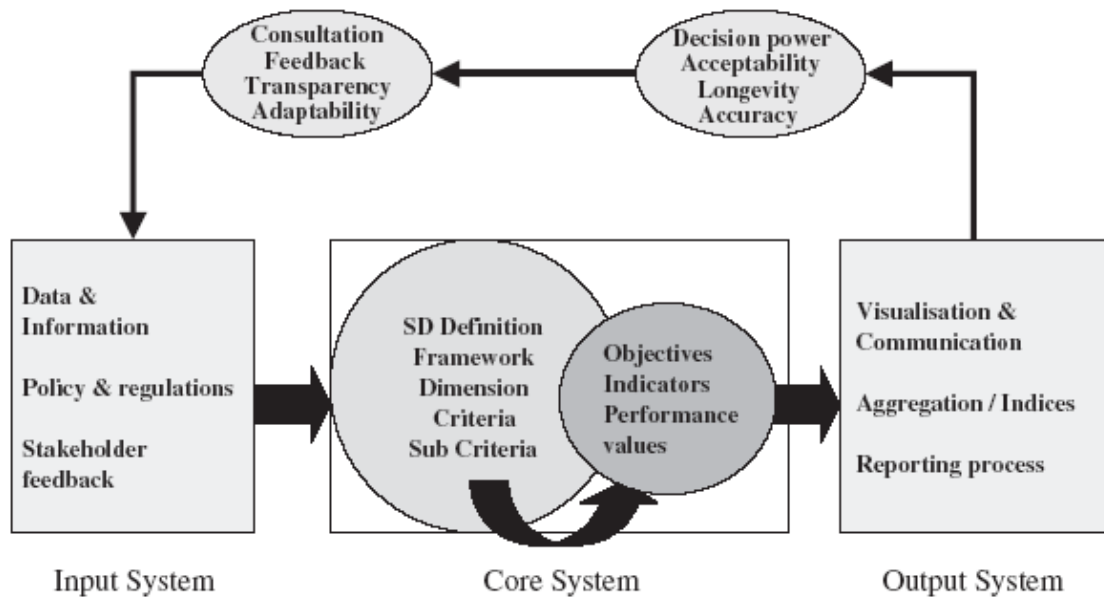 Consultation
Feedback
Transparency
Adaptability
Decision power
Acceptability
Longevity
Accuracy
Data &
Information
Policy & regulations
Stakeholder
feedback
SD Definition
Framework
Dimension
Criteria
Sub Criteria
Objectives
Indicators
Performance
values
Visualisation &
Communication
Aggregation / Indices
Reporting process
Input System
Core System
Output System